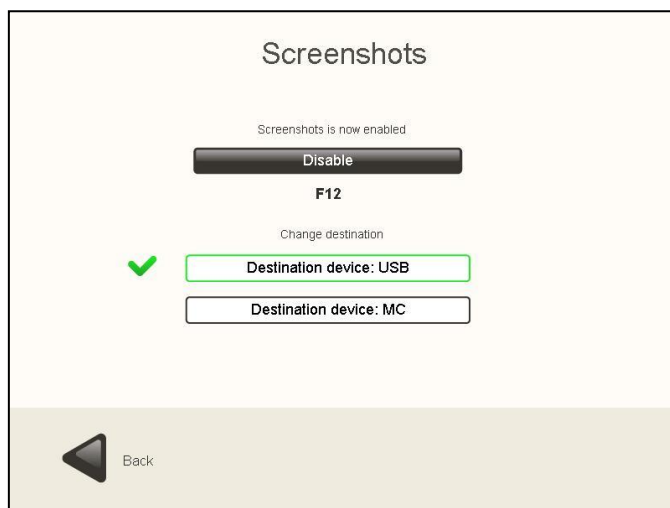 Screenshots
Screenshots is now enabled
Disable
F12
Change destination
Destination device: USB
Destination device: MC
Back